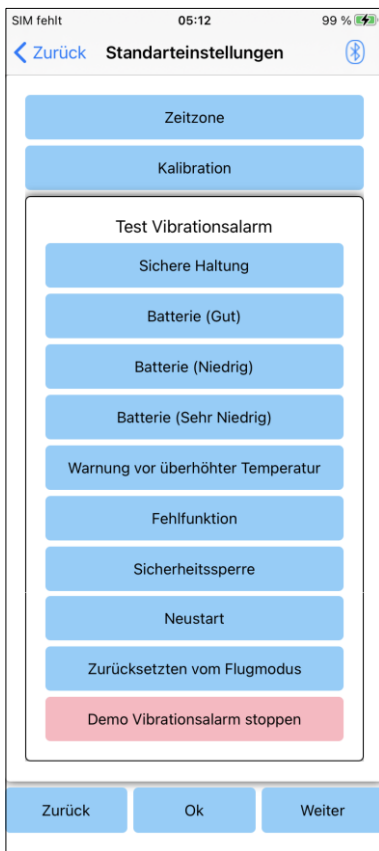 SIM fehlt 05:12 99 %
Zurück Standarteinstellungen
Zeitzone
Kalibration
Test Vibrationsalarm
Sichere Haltung
Batterie (Gut)
Batterie (Niedrig)
Batterie (Sehr Niedrig)
Warnung vor überhöhter Temperatur
Fehlfunktion
Sicherheitssperre
Neustart
Zurücksetzten vom Flugmodus
Demo Vibrationsalarm stoppen
Zurück Ok Weiter